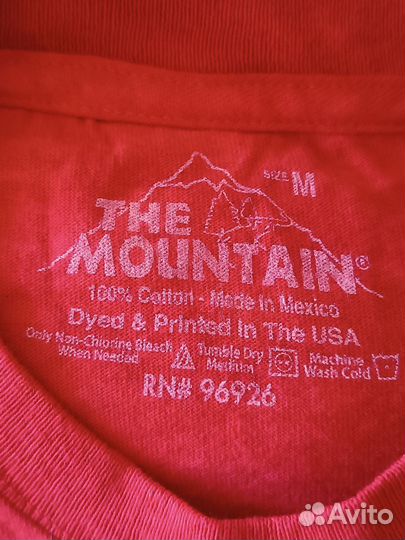 SIZE M
THE
MOUNTAIN®
100% Cotton - Made In Mexico
Dyed & Printed In The USA
Only Non-Chlorine Bleach When Needed
Tumble Dry Medium
Machine Wash Cold
RN# 96926
Avito